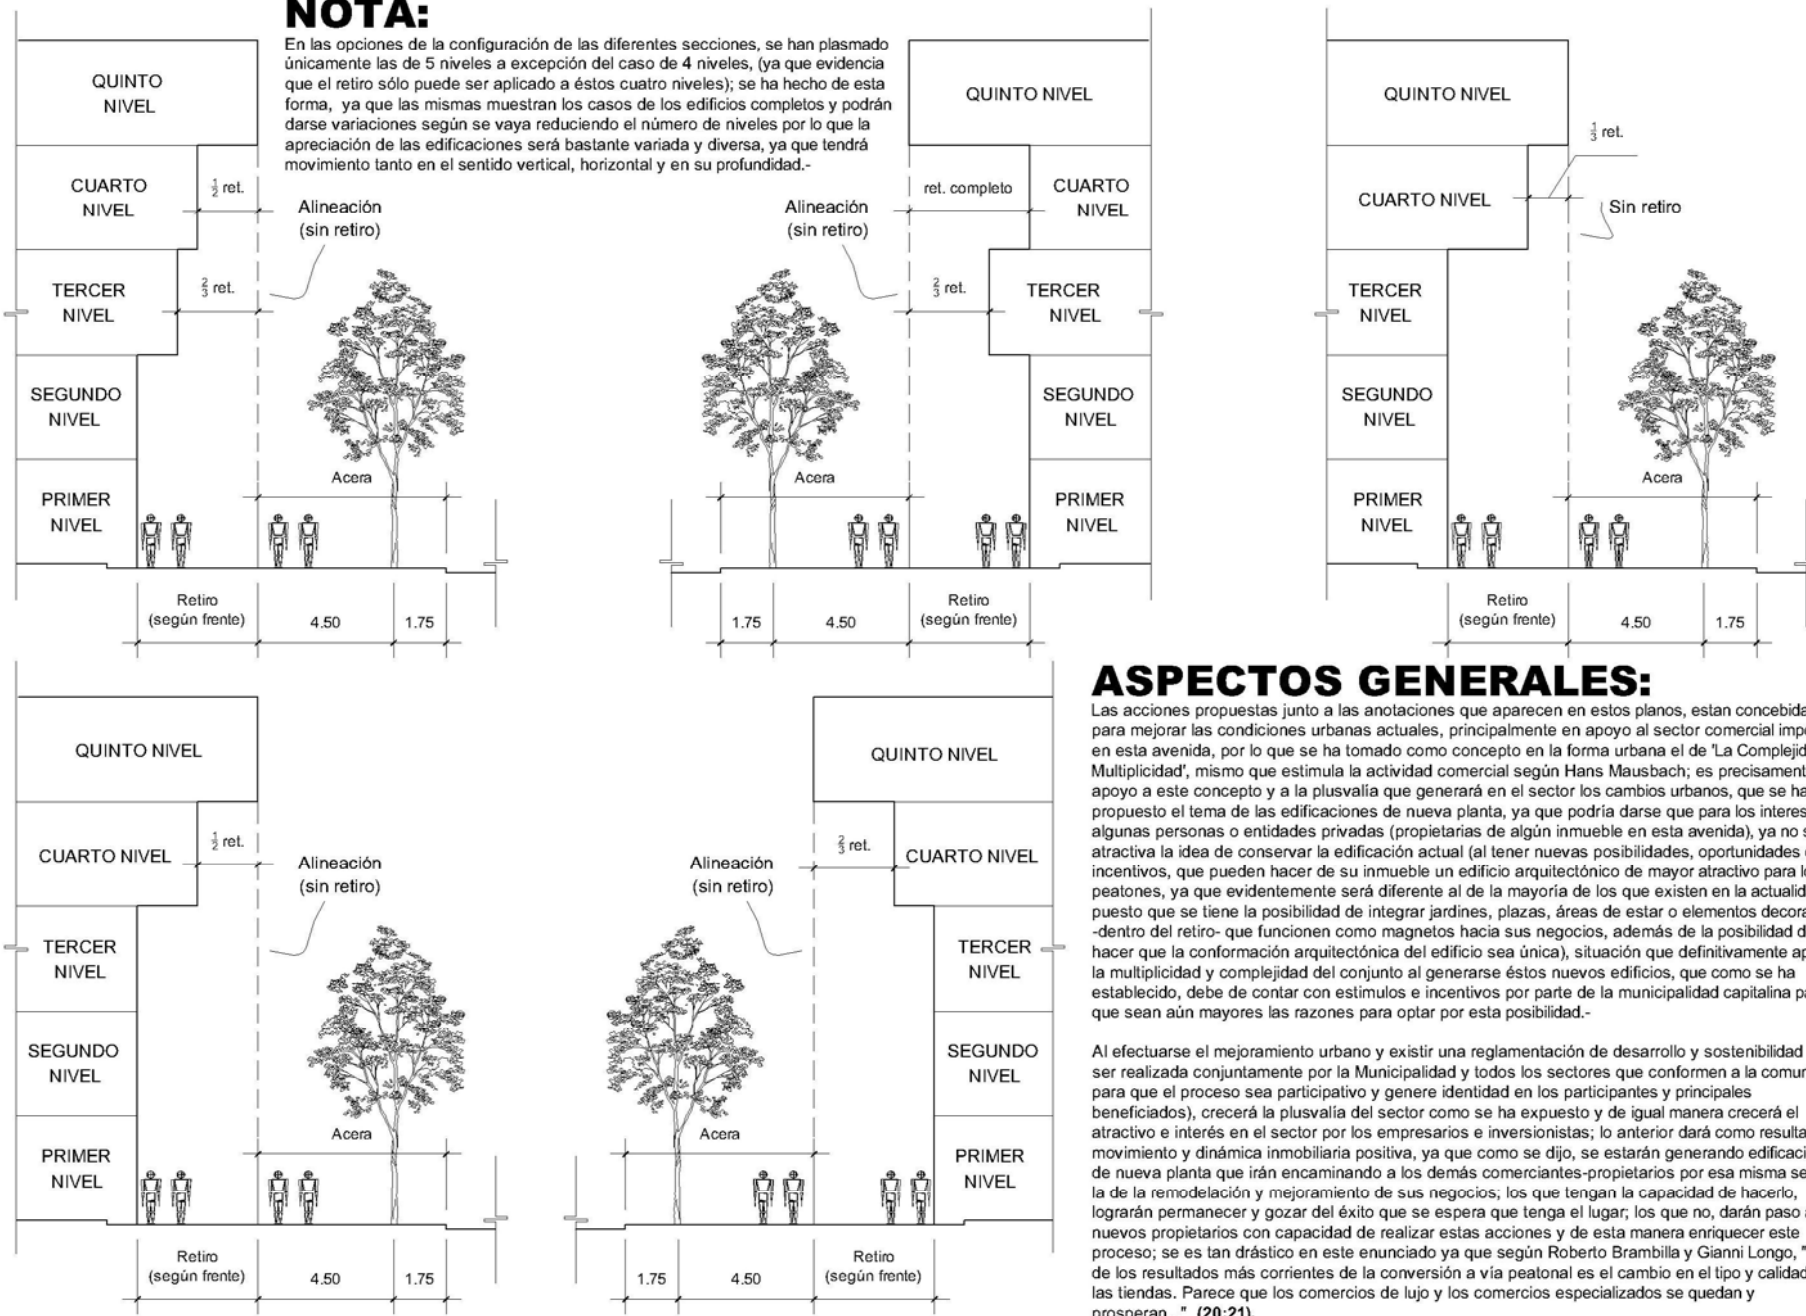 NOTA:
En las opciones de la configuración de las diferentes secciones, se han plasmado
únicamente las de 5 niveles a excepción del caso de 4 niveles, (ya que evidencia
que el retiro sólo puede ser aplicado a éstos cuatro niveles); se ha hecho de esta
forma, ya que las mismas muestran los casos de los edificios completos y podrán
darse variaciones según se vaya reduciendo el número de niveles por lo que la
apreciación de las edificaciones será bastante variada y diversa, ya que tendrá
movimiento tanto en el sentido vertical, horizontal y en su profundidad.-
QUINTO
NIVEL
CUARTO
NIVEL
1/2 ret.
Alineación
(sin retiro)
TERCER
NIVEL
2/3 ret.
SEGUNDO
NIVEL
Acera
PRIMER
NIVEL
Retiro
(según frente)
4.50
1.75
QUINTO NIVEL
ret. completo
CUARTO
NIVEL
Alineación
(sin retiro)
2/3 ret.
TERCER
NIVEL
SEGUNDO
NIVEL
Acera
PRIMER
NIVEL
1.75
4.50
Retiro
(según frente)
QUINTO NIVEL
1/3 ret.
CUARTO NIVEL
Sin retiro
TERCER
NIVEL
SEGUNDO
NIVEL
Acera
PRIMER
NIVEL
Retiro
(según frente)
4.50
1.75
QUINTO NIVEL
CUARTO NIVEL
1/2 ret.
Alineación
(sin retiro)
TERCER
NIVEL
SEGUNDO
NIVEL
Acera
PRIMER
NIVEL
Retiro
(según frente)
4.50
1.75
QUINTO NIVEL
2/3 ret.
CUARTO NIVEL
Alineación
(sin retiro)
TERCER
NIVEL
SEGUNDO
NIVEL
Acera
PRIMER
NIVEL
1.75
4.50
Retiro
(según frente)
ASPECTOS GENERALES:
Las acciones propuestas junto a las anotaciones que aparecen en estos planos, estan
para mejorar las condiciones urbanas actuales, principalmente en apoyo al sector comercial
en esta avenida, por lo que se ha tomado como concepto en la forma urbana el de 'La
Multiplicidad', mismo que estimula la actividad comercial según Hans Mausbach; es
apoyo a este concepto y a la plusvalía que generará en el sector los cambios urbanos, que se
propuesto el tema de las edificaciones de nueva planta, ya que podría darse que para los
algunas personas o entidades privadas (propietarias de algún inmueble en esta avenida), ya no
atractiva la idea de conservar la edificación actual (al tener nuevas posibilidades, oportunidades
incentivos, que pueden hacer de su inmueble un edificio arquitectónico de mayor atractivo para
peatones, ya que evidentemente será diferente al de la mayoría de los que existen en la
puesto que se tiene la posibilidad de integrar jardines, plazas, áreas de estar o elementos
-dentro del retiro- que funcionen como magnetos hacia sus negocios, además de la posibilidad
hacer que la conformación arquitectónica del edificio sea única), situación que definitivamente
la multiplicidad y complejidad del conjunto al generarse éstos nuevos edificios, que como se ha
establecido, debe de contar con estimulos e incentivos por parte de la municipalidad capitalina
que sean aún mayores las razones para optar por esta posibilidad.-
Al efectuarse el mejoramiento urbano y existir una reglamentación de desarrollo y sostenibilidad
ser realizada conjuntamente por la Municipalidad y todos los sectores que conformen a la
para que el proceso sea participativo y genere identidad en los participantes y principales
beneficiados), crecerá la plusvalía del sector como se ha expuesto y de igual manera crecerá el
atractivo e interés en el sector por los empresarios e inversionistas; lo anterior dará como
movimiento y dinámica inmobiliaria positiva, ya que como se dijo, se estarán generando
de nueva planta que irán encaminando a los demás comerciantes-propietarios por esa misma
la de la remodelación y mejoramiento de sus negocios; los que tengan la capacidad de hacerlo,
lograrán permanecer y gozar del éxito que se espera que tenga el lugar; los que no, darán paso
nuevos propietarios con capacidad de realizar estas acciones y de esta manera enriquecer este
proceso; se es tan drástico en este enunciado ya que según Roberto Brambilla y Gianni Longo, "
de los resultados más corrientes de la conversión a vía peatonal es el cambio en el tipo y calidad
las tiendas. Parece que los comercios de lujo y los comercios especializados se quedan y
prosperan..." (20:21).